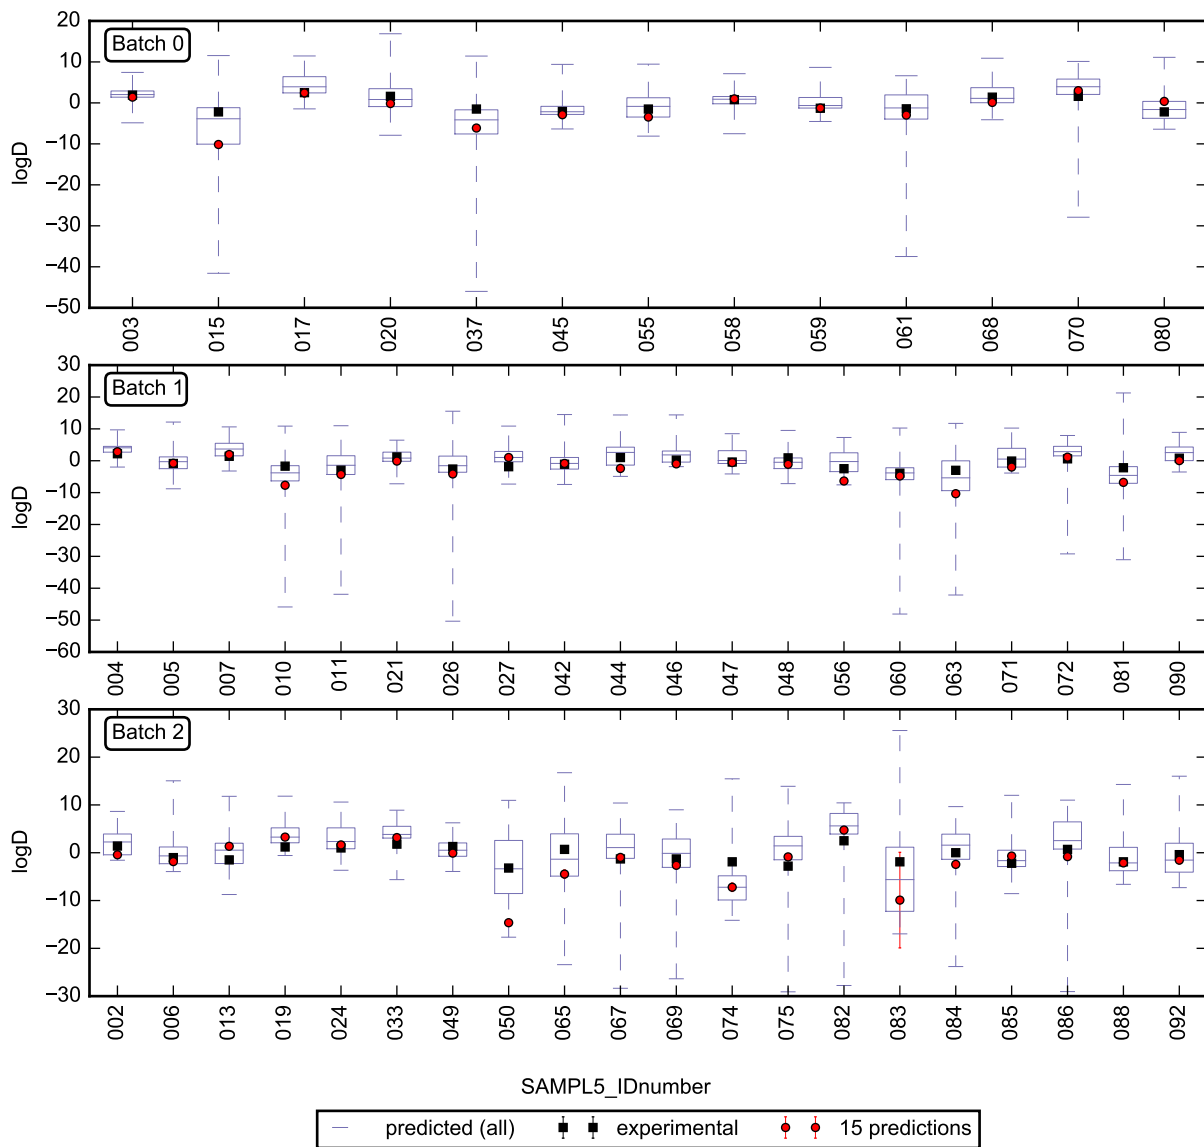 Batch 0
logD
20
10
0
−10
−20
−30
−40
−50
003 015 017 020 037 045 055 058 059 061 068 070 080
Batch 1
logD
30
20
10
0
−10
−20
−30
−40
−50
−60
004 005 007 010 011 021 026 027 042 044 046 047 048 056 060 063 071 072 081 090
Batch 2
logD
30
20
10
0
−10
−20
−30
002 006 013 019 024 033 049 050 065 067 069 074 075 082 083 084 085 086 088 092
SAMPL5_IDnumber
predicted (all) experimental 15 predictions